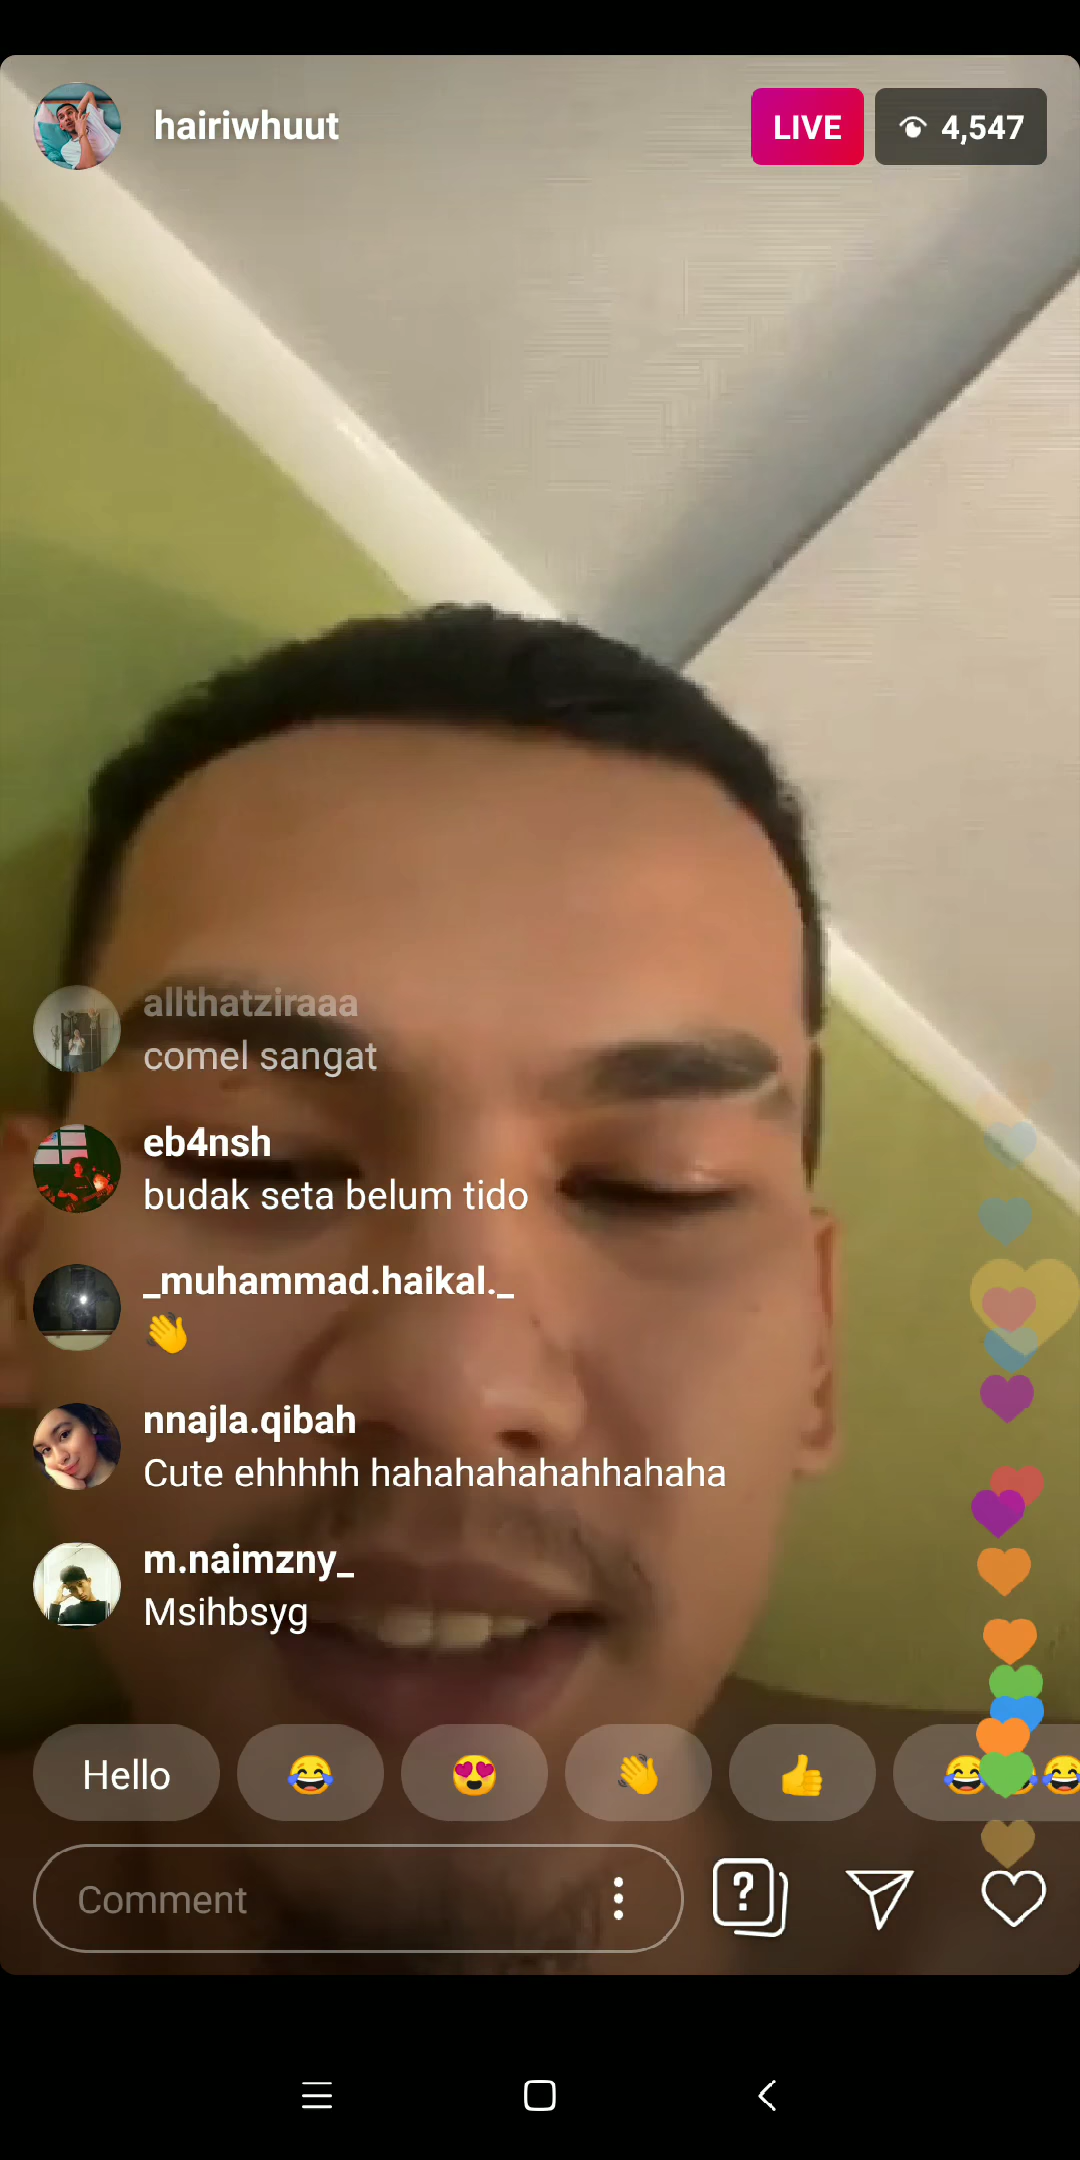 hairiwhuut
LIVE
4,547
allthatziraaa
comel sangat
eb4nsh
budak seta belum tido
_muhammad.haikal._
👋
nnajla.qibah
Cute ehhhhh hahahahahahhahaha
m.naimzny_
Msihbsyg
Hello 😂 😍 👋 👍 😂😂😂
Comment